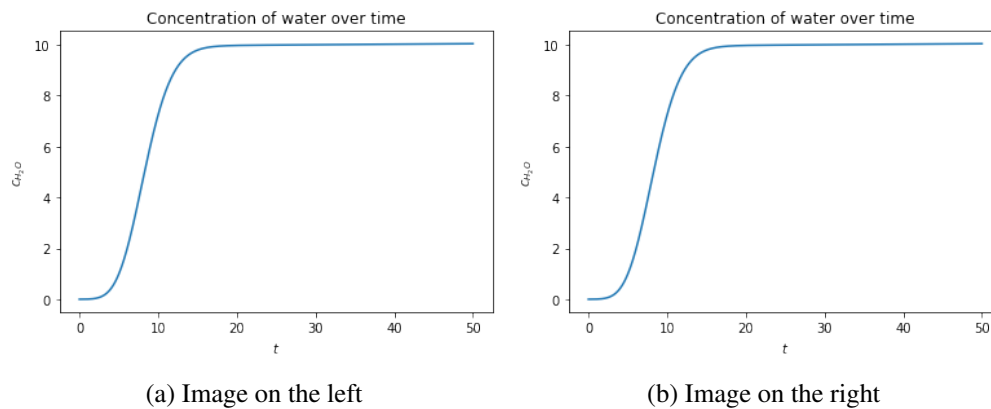 Concentration of water over time
10
8
6
4
2
0
c_{H_2O}
0 10 20 30 40 50
t
(a) Image on the left
Concentration of water over time
10
8
6
4
2
0
c_{H_2O}
0 10 20 30 40 50
t
(b) Image on the right